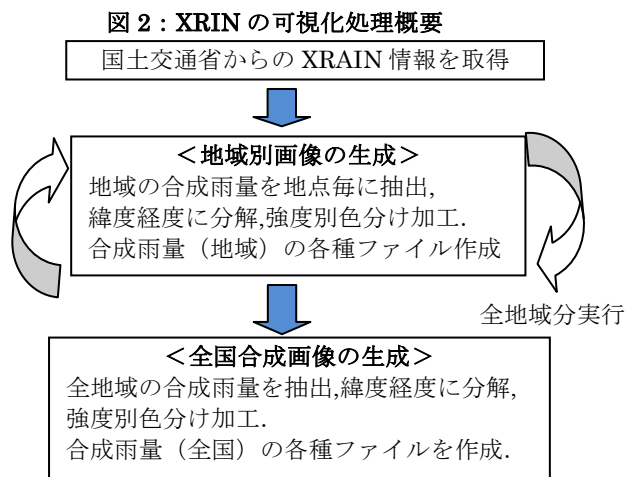 図 2：XRIN の可視化処理概要
国土交通省からの XRAIN 情報を取得
＜地域別画像の生成＞
地域の合成雨量を地点毎に抽出,
緯度経度に分解,強度別色分け加工.
合成雨量（地域）の各種ファイル作成
全地域分実行
＜全国合成画像の生成＞
全地域の合成雨量を抽出,緯度経度に分解,
強度別色分け加工.
合成雨量（全国）の各種ファイルを作成.